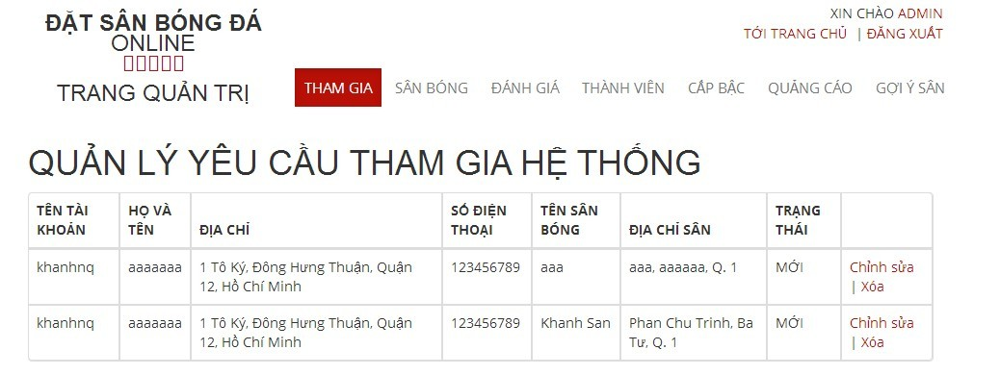 ĐẶT SÂN BÓNG ĐÁ
ONLINE
TRANG QUẢN TRỊ
XIN CHÀO ADMIN
TỚI TRANG CHỦ | ĐĂNG XUẤT
THAM GIA SÂN BÓNG ĐÁNH GIÁ THÀNH VIÊN CẤP BẬC QUẢNG CÁO GỢI Ý SÂN
QUẢN LÝ YÊU CẦU THAM GIA HỆ THỐNG
TÊN TÀI KHOẢN
HỌ VÀ TÊN
ĐỊA CHỈ
SỐ ĐIỆN THOẠI
TÊN SÂN BÓNG
ĐỊA CHỈ SÂN
TRẠNG THÁI
khanhnq
aaaaaaa
1 Tô Ký, Đông Hưng Thuận, Quận
12, Hồ Chí Minh
123456789
aaa
aaa, aaaaaa, Q. 1
MỚI
Chỉnh sửa
| Xóa
khanhnq
aaaaaaa
1 Tô Ký, Đông Hưng Thuận, Quận
12, Hồ Chí Minh
123456789
Khanh San
Phan Chu Trinh, Ba
Tư, Q. 1
MỚI
Chỉnh sửa
| Xóa